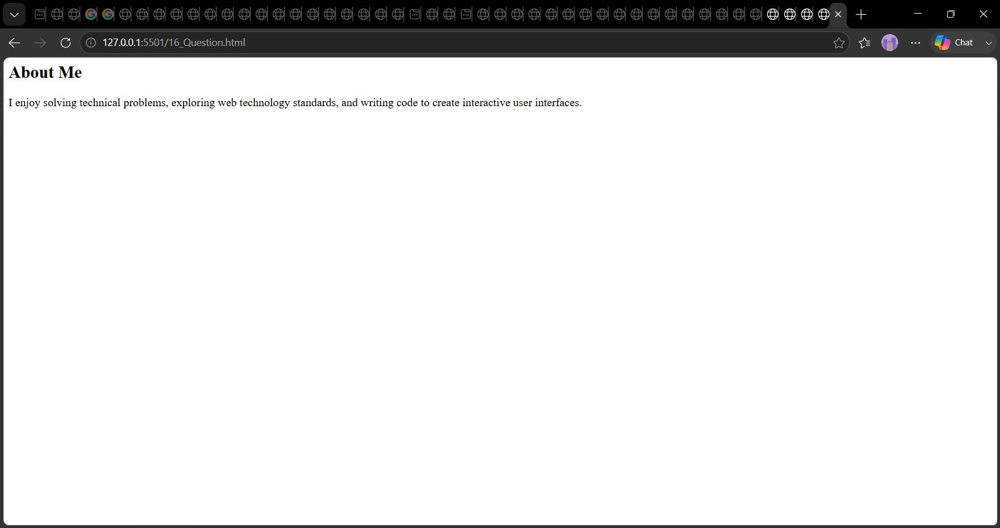 127.0.0.1:5501/16_Question.html
Chat
About Me
I enjoy solving technical problems, exploring web technology standards, and writing code to create interactive user interfaces.